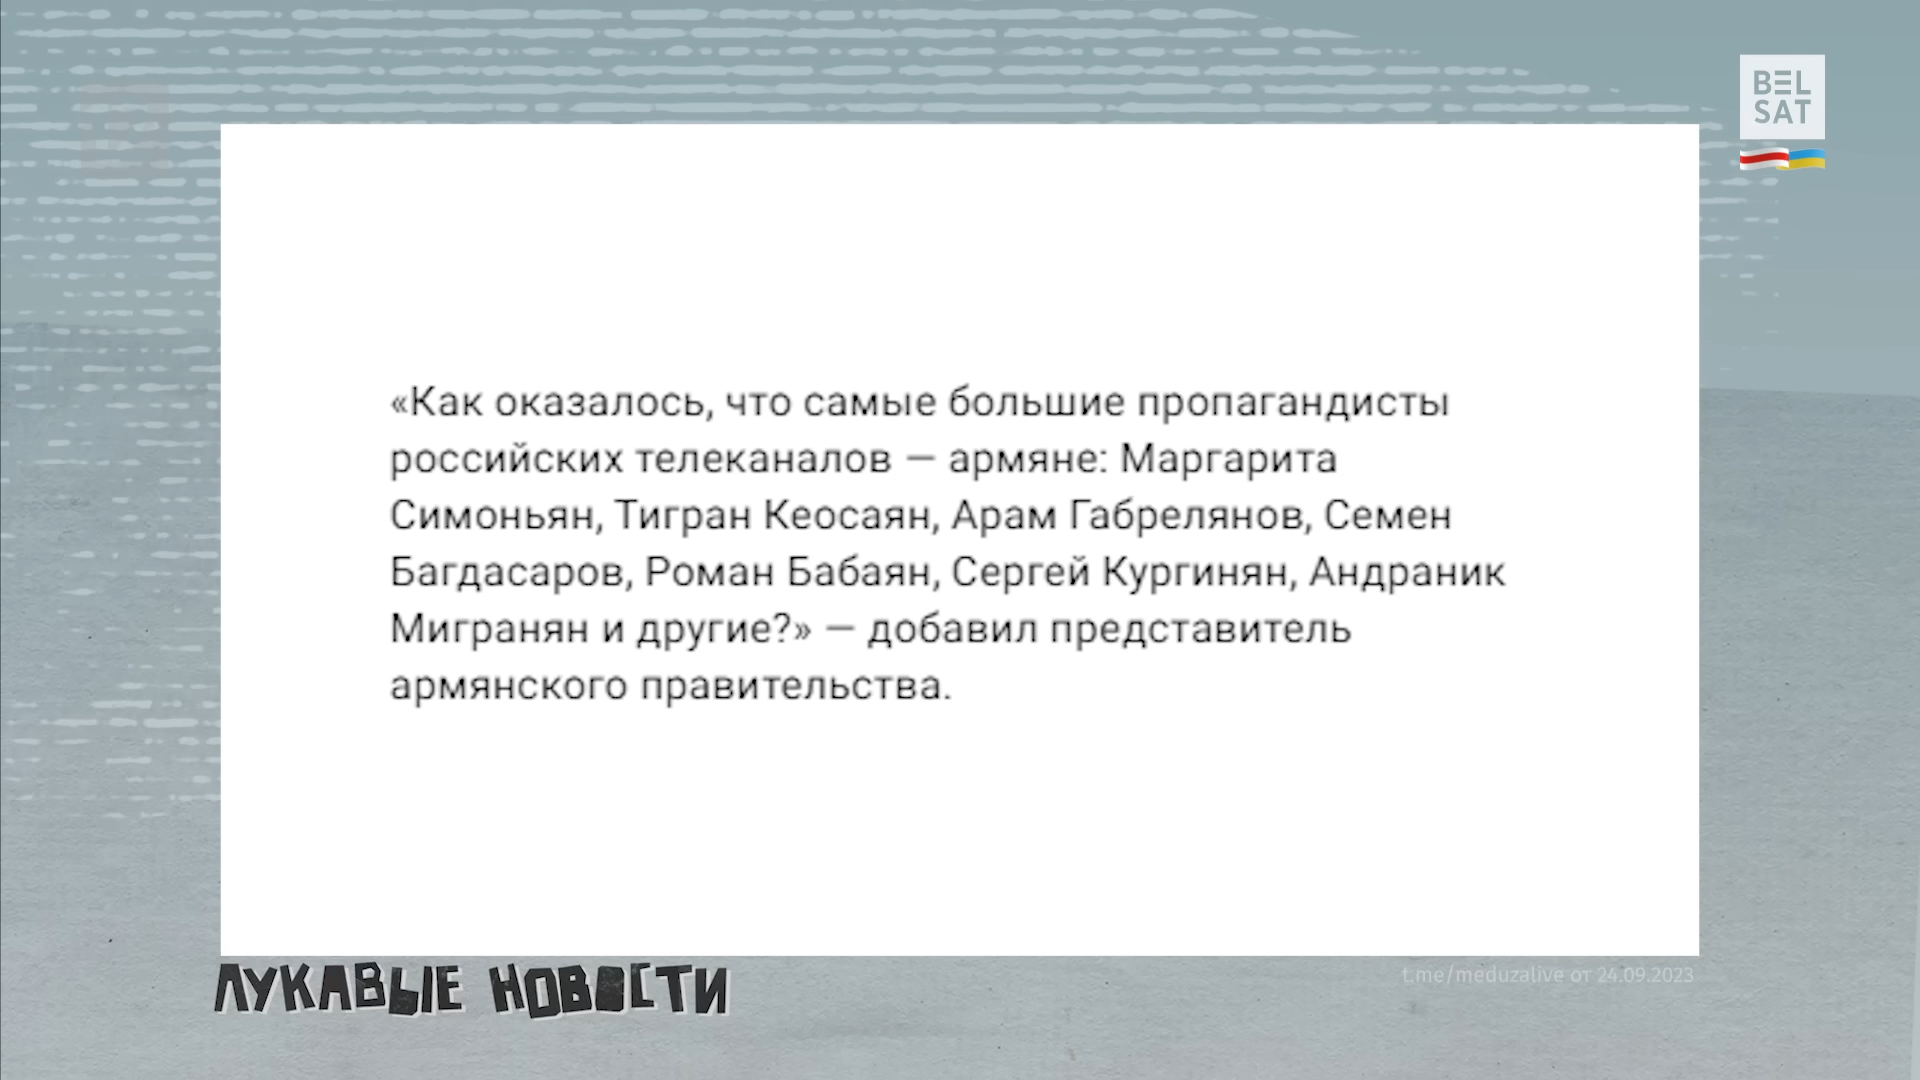 BEL
SAT
«Как оказалось, что самые большие пропагандисты
российских телеканалов — армяне: Маргарита
Симоньян, Тигран Кеосаян, Арам Габрелянов, Семен
Багдасаров, Роман Бабаян, Сергей Кургинян, Андраник
Мигранян и другие?» — добавил представитель
армянского правительства.
ЛУКАВЫЕ НОВОСТИ
t.me/meduzalive от 24.09.2023